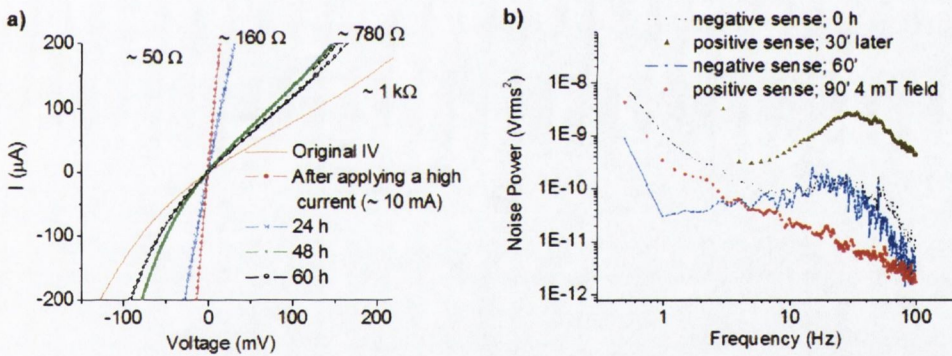 a)
200
100
0
-100
-200
I (µA)
-100
0
100
200
Voltage (mV)
~ 50 Ω
~ 160 Ω
~ 780 Ω
~ 1 kΩ
Original IV
After applying a high
current (~ 10 mA)
24 h
48 h
60 h
b)
negative sense; 0 h
positive sense; 30' later
negative sense; 60'
positive sense; 90' 4 mT field
1E-8
1E-9
1E-10
1E-11
1E-12
Noise Power (Vrms²)
1
10
100
Frequency (Hz)